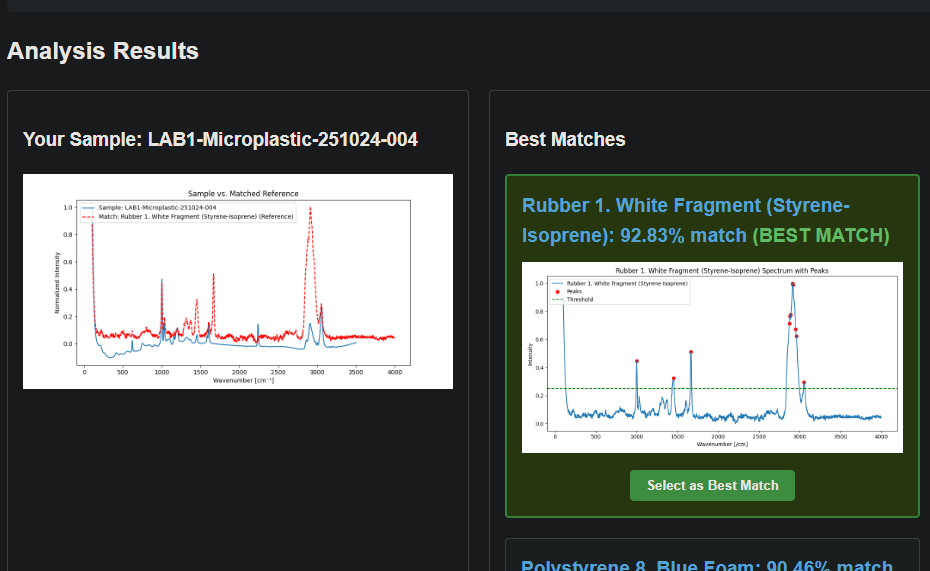 Analysis Results
Your Sample: LAB1-Microplastic-251024-004
Sample vs. Matched Reference
Sample: LAB1-Microplastic-251024-004
Match: Rubber 1. White Fragment (Styrene-Isoprene) (Reference)
Normalized Intensity
1.0
0.8
0.6
0.4
0.2
0.0
0 500 1000 1500 2000 2500 3000 3500 4000
Wavenumber [cm⁻¹]
Best Matches
Rubber 1. White Fragment (Styrene-
Isoprene): 92.83% match (BEST MATCH)
Rubber 1. White Fragment (Styrene-Isoprene) Spectrum with Peaks
Rubber 1. White Fragment (Styrene-Isoprene)
Peaks
Threshold
Intensity
1.0
0.8
0.6
0.4
0.2
0.0
0 500 1000 1500 2000 2500 3000 3500 4000
Wavenumber [/cm]
Select as Best Match
Polystyrene 8. Blue Foam: 90.46% match